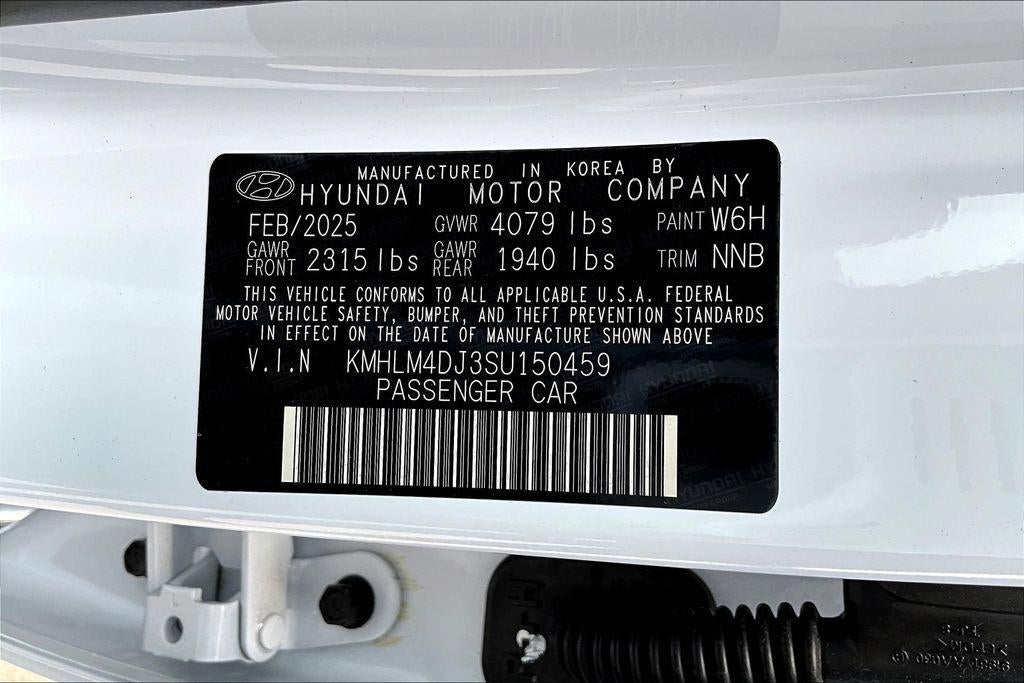 MANUFACTURED IN KOREA BY
HYUNDAI MOTOR COMPANY
FEB/2025 GVWR 4079 lbs PAINT W6H
GAWR FRONT 2315 lbs GAWR REAR 1940 lbs TRIM NNB
THIS VEHICLE CONFORMS TO ALL APPLICABLE U.S.A. FEDERAL
MOTOR VEHICLE SAFETY, BUMPER, AND THEFT PREVENTION STANDARDS
IN EFFECT ON THE DATE OF MANUFACTURE SHOWN ABOVE
V.I.N KMHLM4DJ3SU150459
PASSENGER CAR